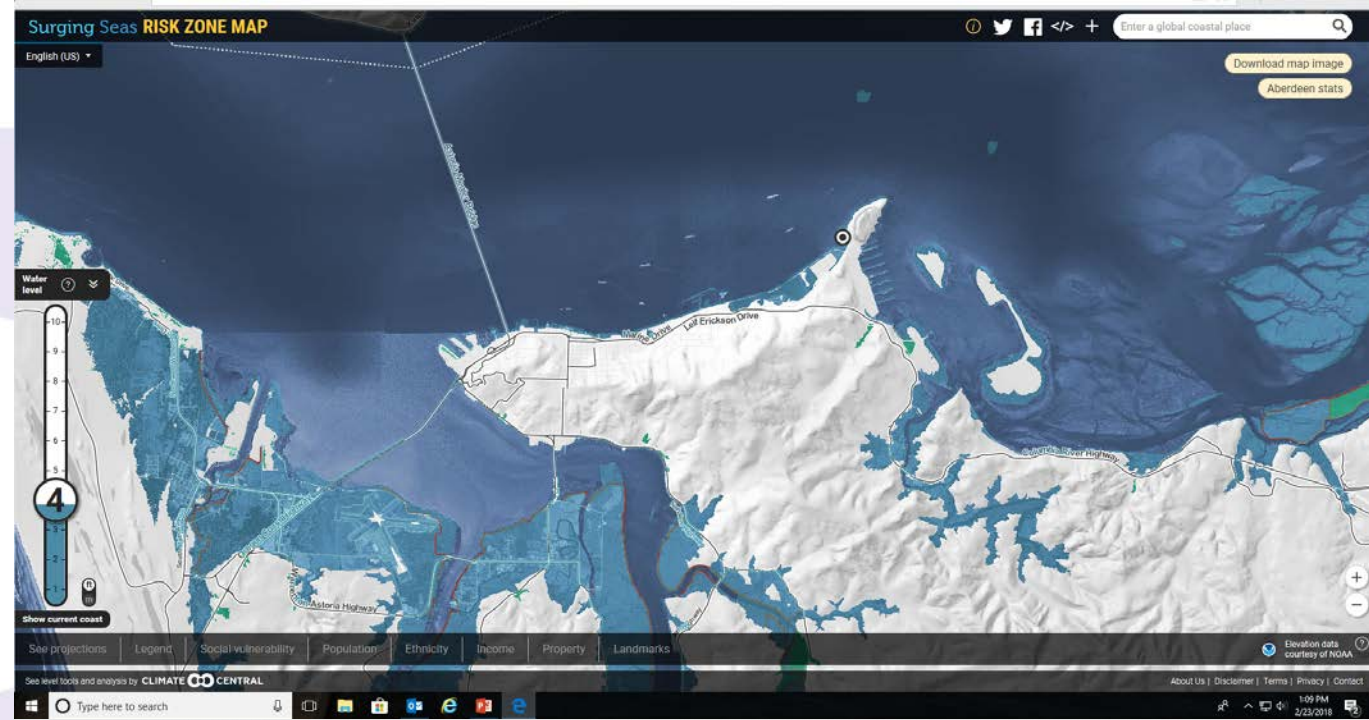 Surging Seas RISK ZONE MAP
</> + Enter a global coastal place
English (US)
Download map image
Aberdeen stats
Marine Drive
Leif Erickson Drive
Water level ?
10
9
8
7
6
5
4
3
2
1
ft
m
Columbia River Highway
Astoria Highway
Show current coast
+
−
See projections
Legend
Social vulnerability
Population
Ethnicity
Income
Property
Landmarks
Elevation data
courtesy of NOAA
?
Sea level tools and analysis by CLIMATE CENTRAL
About Us | Disclaimer | Terms | Privacy | Contact
Type here to search
1:09 PM
2/23/2018